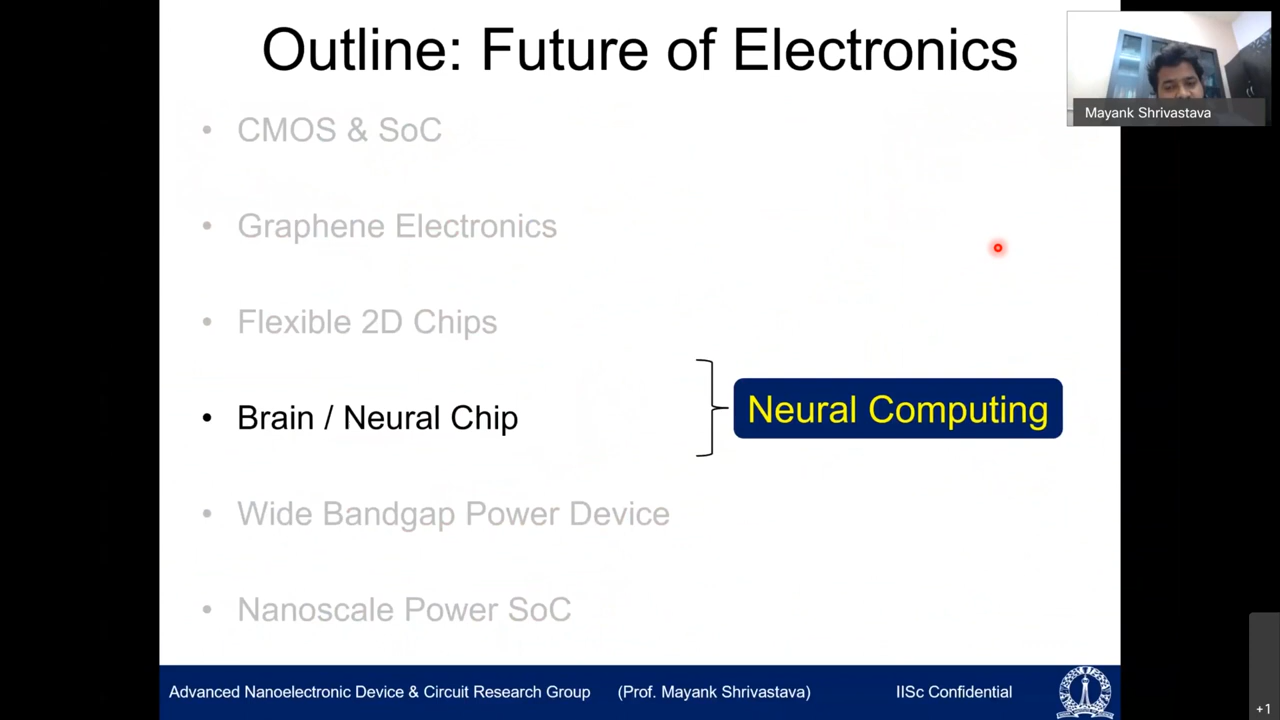 Outline: Future of Electronics
Mayank Shrivastava
• CMOS & SoC
• Graphene Electronics
• Flexible 2D Chips
• Brain / Neural Chip
Neural Computing
• Wide Bandgap Power Device
• Nanoscale Power SoC
Advanced Nanoelectronic Device & Circuit Research Group (Prof. Mayank Shrivastava) IISc Confidential
+1